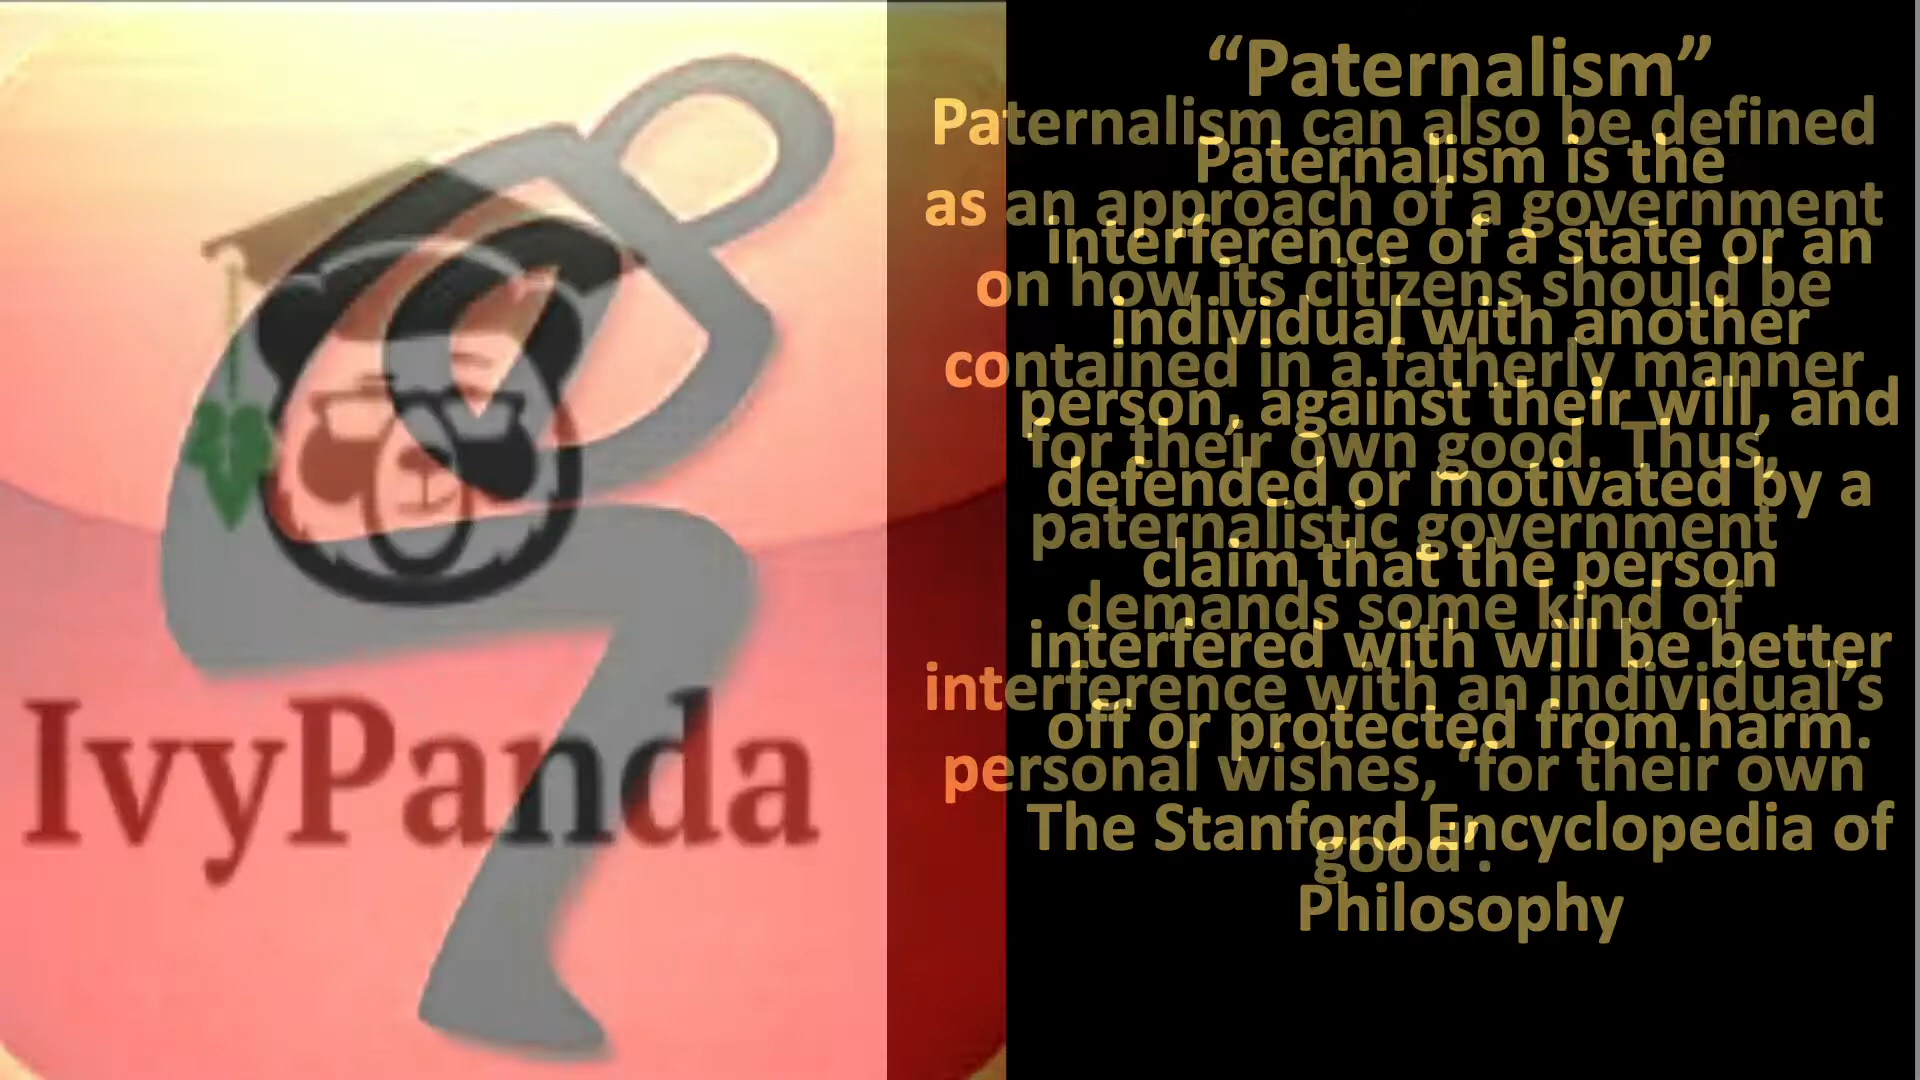 IvyPanda
“Paternalism”
Paternalism is the
interference of a state or an
individual with another
person, against their will, and
defended or motivated by a
claim that the person
interfered with will be better
off or protected from harm.
The Stanford Encyclopedia of
Philosophy
Paternalism can also be defined
as an approach of a government
on how its citizens should be
contained in a fatherly manner
for their own good. Thus,
paternalistic government
demands some kind of
interference with an individual’s
personal wishes, ‘for their own
good’.